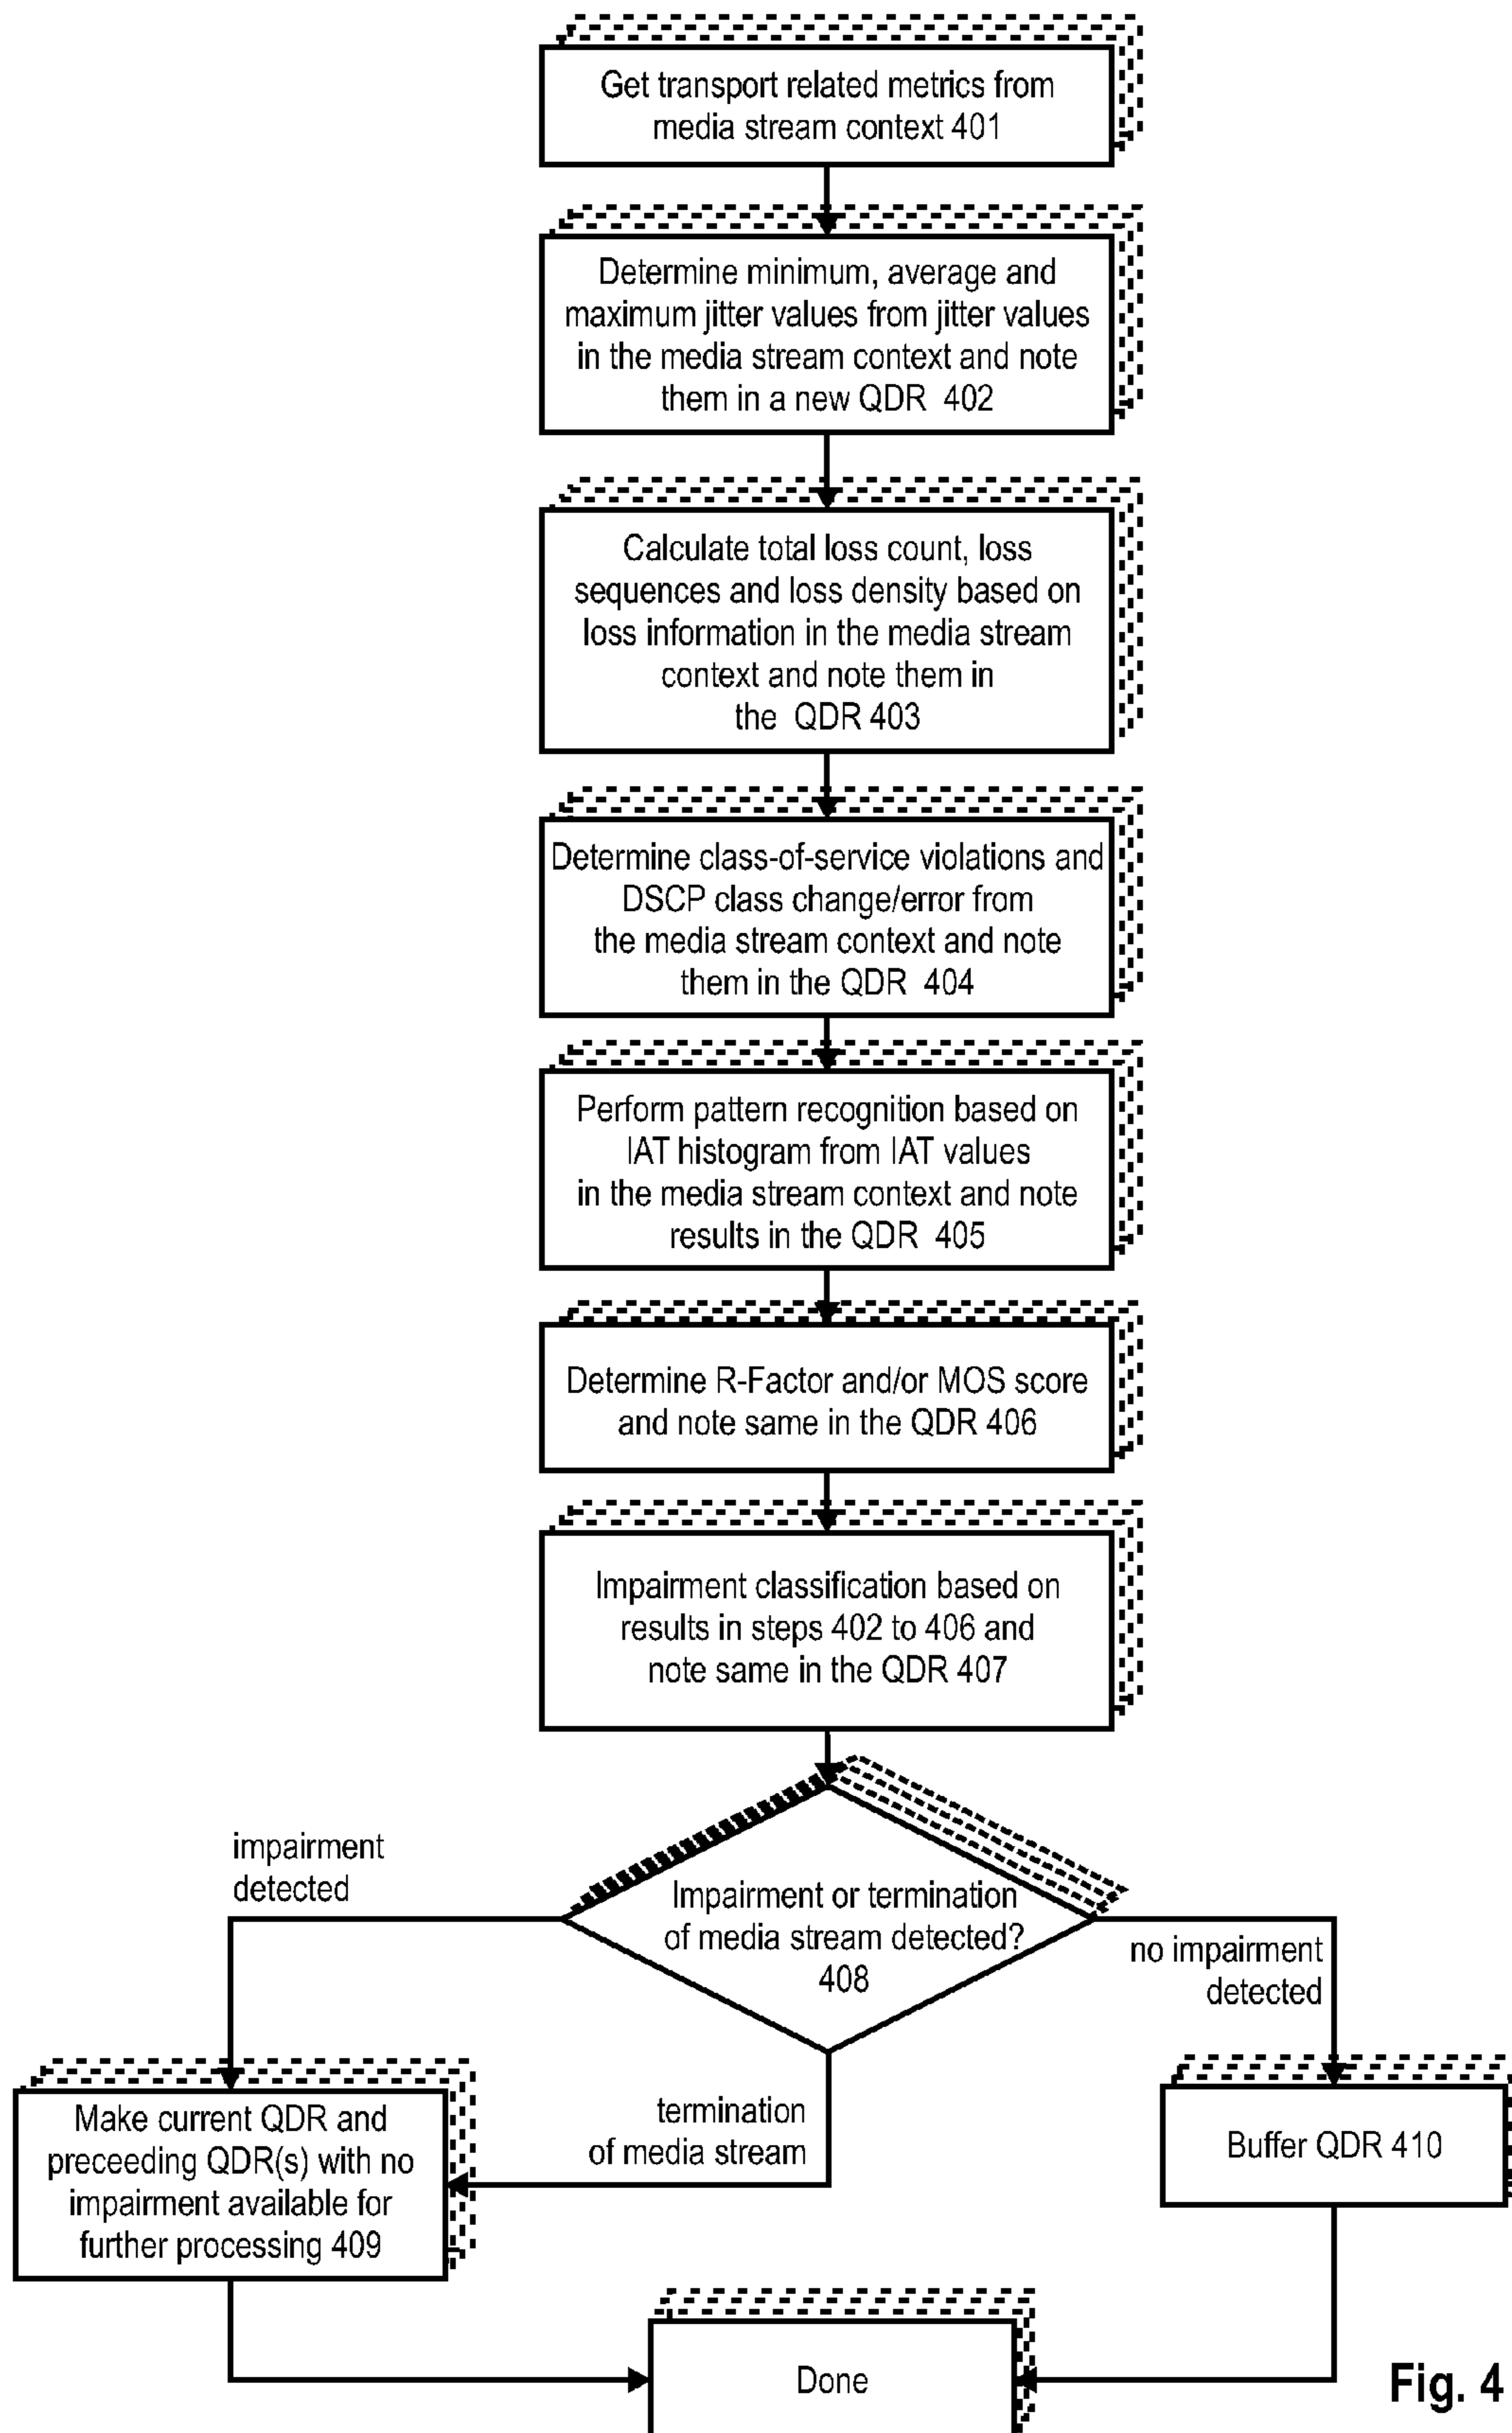 Get transport related metrics from
media stream context 401
Determine minimum, average and
maximum jitter values from jitter values
in the media stream context and note
them in a new QDR 402
Calculate total loss count, loss
sequences and loss density based on
loss information in the media stream
context and note them in
the QDR 403
Determine class-of-service violations and
DSCP class change/error from
the media stream context and note
them in the QDR 404
Perform pattern recognition based on
IAT histogram from IAT values
in the media stream context and note
results in the QDR 405
Determine R-Factor and/or MOS score
and note same in the QDR 406
Impairment classification based on
results in steps 402 to 406 and
note same in the QDR 407
impairment
detected
Impairment or termination
of media stream detected?
408
no impairment
detected
Make current QDR and
preceeding QDR(s) with no
impairment available for
further processing 409
termination
of media stream
Buffer QDR 410
Done
Fig. 4